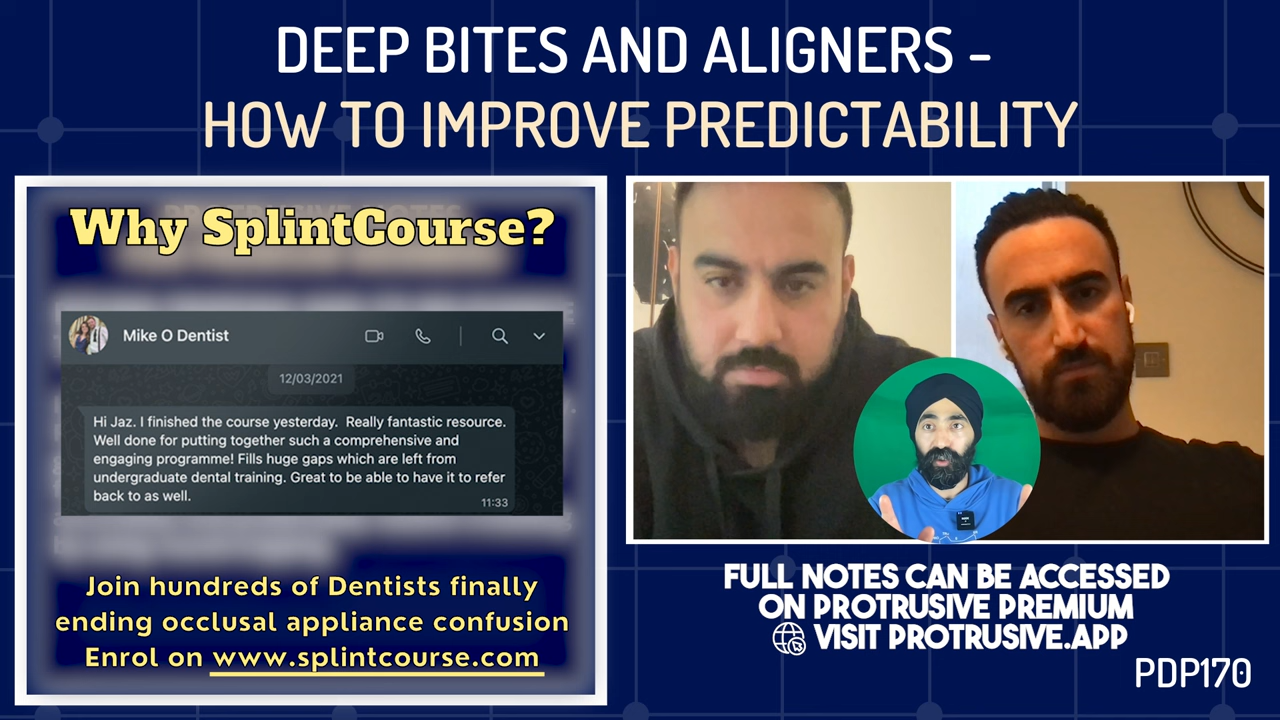 DEEP BITES AND ALIGNERS -
HOW TO IMPROVE PREDICTABILITY
Why SplintCourse?
Mike O Dentist
12/03/2021
Hi Jaz. I finished the course yesterday. Really fantastic resource.
Well done for putting together such a comprehensive and
engaging programme! Fills huge gaps which are left from
undergraduate dental training. Great to be able to have it to refer
back to as well.
11:33
Join hundreds of Dentists finally
ending occlusal appliance confusion
Enrol on www.splintcourse.com
FULL NOTES CAN BE ACCESSED
ON PROTRUSIVE PREMIUM
VISIT PROTRUSIVE.APP
PDP170